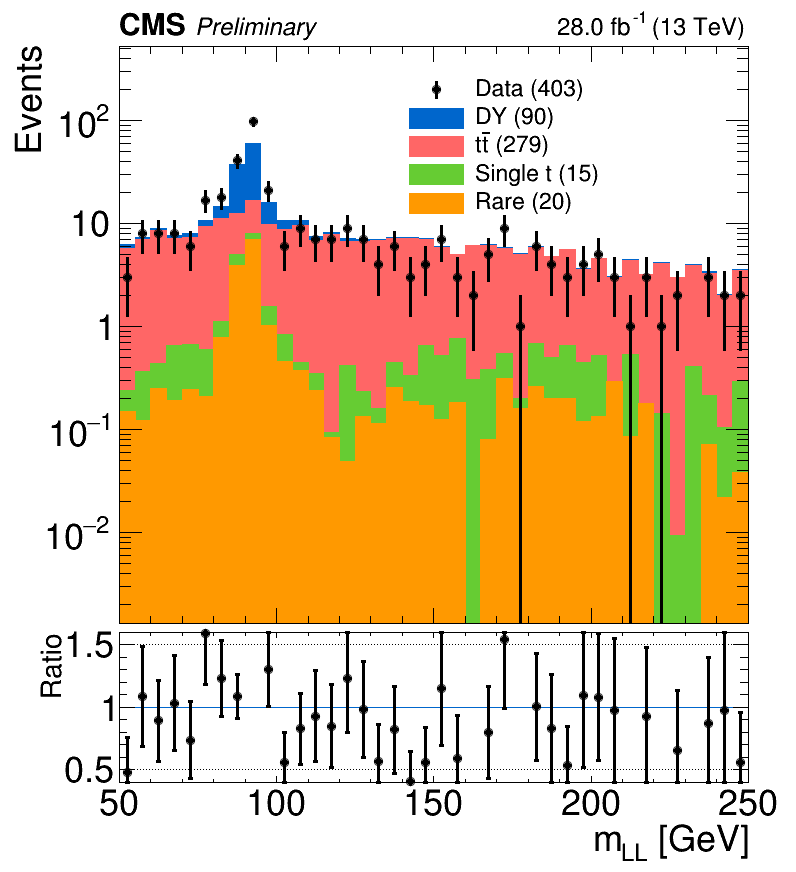 CMS Preliminary 28.0 fb⁻¹ (13 TeV)
Events
Data (403)
DY (90)
tt̄ (279)
Single t (15)
Rare (20)
10²
10
1
10⁻¹
10⁻²
Ratio
1.5
1
0.5
50 100 150 200 250
m_LL [GeV]